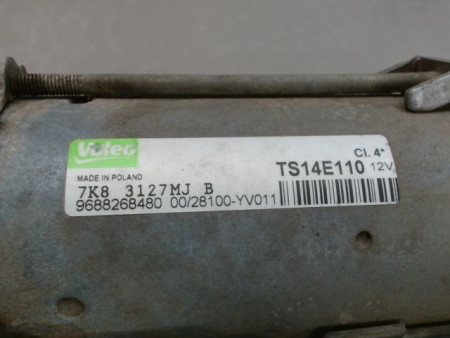 Valeo
Cl. 4*
MADE IN POLAND
TS14E110 12V
7K8 3127MJ B
9688268480 00/28100-YV011